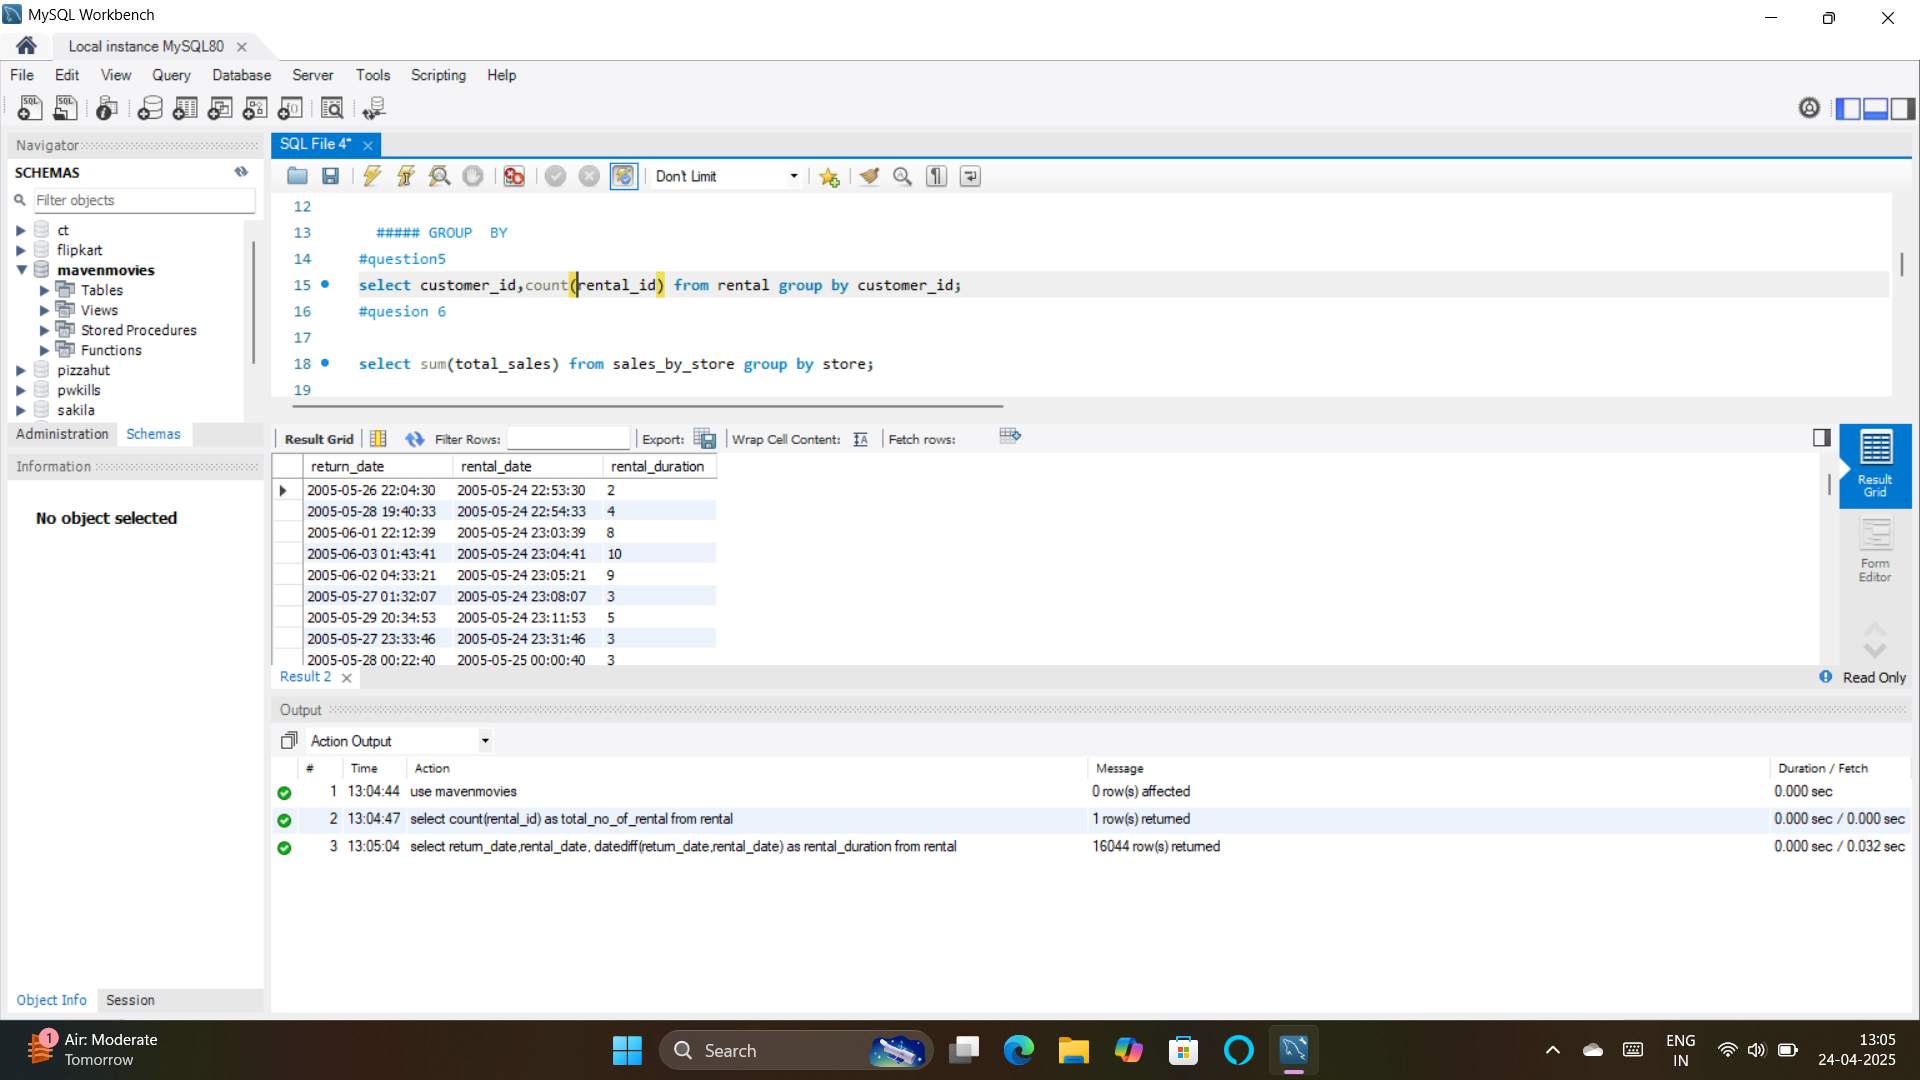 MySQL Workbench
Local instance MySQL80
File Edit View Query Database Server Tools Scripting Help
Navigator
SCHEMAS
Filter objects
ct
flipkart
mavenmovies
Tables
Views
Stored Procedures
Functions
pizzahut
pwkills
sakila
Administration Schemas
Information
No object selected
Object Info Session
SQL File 4*
Don't Limit
12
13 ##### GROUP BY
14 #question5
15 select customer_id,count(rental_id) from rental group by customer_id;
16 #quesion 6
17
18 select sum(total_sales) from sales_by_store group by store;
19
Result Grid Filter Rows: Export: Wrap Cell Content: Fetch rows:
return_date rental_date rental_duration
2005-05-26 22:04:30 2005-05-24 22:53:30 2
2005-05-28 19:40:33 2005-05-24 22:54:33 4
2005-06-01 22:12:39 2005-05-24 23:03:39 8
2005-06-03 01:43:41 2005-05-24 23:04:41 10
2005-06-02 04:33:21 2005-05-24 23:05:21 9
2005-05-27 01:32:07 2005-05-24 23:08:07 3
2005-05-29 20:34:53 2005-05-24 23:11:53 5
2005-05-27 23:33:46 2005-05-24 23:31:46 3
2005-05-28 00:22:40 2005-05-25 00:00:40 3
Result
Grid
Form
Editor
Result 2
Read Only
Output
Action Output
# Time Action Message Duration / Fetch
1 13:04:44 use mavenmovies 0 row(s) affected 0.000 sec
2 13:04:47 select count(rental_id) as total_no_of_rental from rental 1 row(s) returned 0.000 sec / 0.000 sec
3 13:05:04 select return_date,rental_date, datediff(return_date,rental_date) as rental_duration from rental 16044 row(s) returned 0.000 sec / 0.032 sec
1
Air: Moderate
Tomorrow
Search
ENG
IN
13:05
24-04-2025